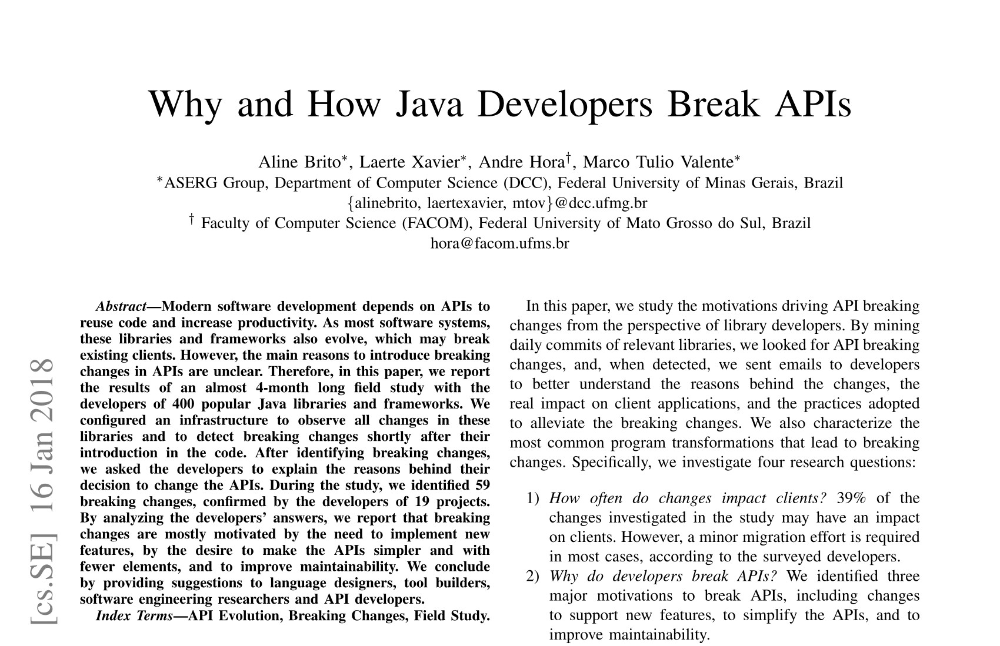 Why and How Java Developers Break APIs
Aline Brito*, Laerte Xavier*, Andre Hora†, Marco Tulio Valente*
*ASERG Group, Department of Computer Science (DCC), Federal University of Minas Gerais, Brazil
{alinebrito, laertexavier, mtov}@dcc.ufmg.br
† Faculty of Computer Science (FACOM), Federal University of Mato Grosso do Sul, Brazil
hora@facom.ufms.br
[cs.SE] 16 Jan 2018
Abstract—Modern software development depends on APIs to
reuse code and increase productivity. As most software systems,
these libraries and frameworks also evolve, which may break
existing clients. However, the main reasons to introduce breaking
changes in APIs are unclear. Therefore, in this paper, we report
the results of an almost 4-month long field study with the
developers of 400 popular Java libraries and frameworks. We
configured an infrastructure to observe all changes in these
libraries and to detect breaking changes shortly after their
introduction in the code. After identifying breaking changes,
we asked the developers to explain the reasons behind their
decision to change the APIs. During the study, we identified 59
breaking changes, confirmed by the developers of 19 projects.
By analyzing the developers' answers, we report that breaking
changes are mostly motivated by the need to implement new
features, by the desire to make the APIs simpler and with
fewer elements, and to improve maintainability. We conclude
by providing suggestions to language designers, tool builders,
software engineering researchers and API developers.
Index Terms—API Evolution, Breaking Changes, Field Study.
In this paper, we study the motivations driving API breaking
changes from the perspective of library developers. By mining
daily commits of relevant libraries, we looked for API breaking
changes, and, when detected, we sent emails to developers
to better understand the reasons behind the changes, the
real impact on client applications, and the practices adopted
to alleviate the breaking changes. We also characterize the
most common program transformations that lead to breaking
changes. Specifically, we investigate four research questions:
1) How often do changes impact clients? 39% of the
changes investigated in the study may have an impact
on clients. However, a minor migration effort is required
in most cases, according to the surveyed developers.
2) Why do developers break APIs? We identified three
major motivations to break APIs, including changes
to support new features, to simplify the APIs, and to
improve maintainability.